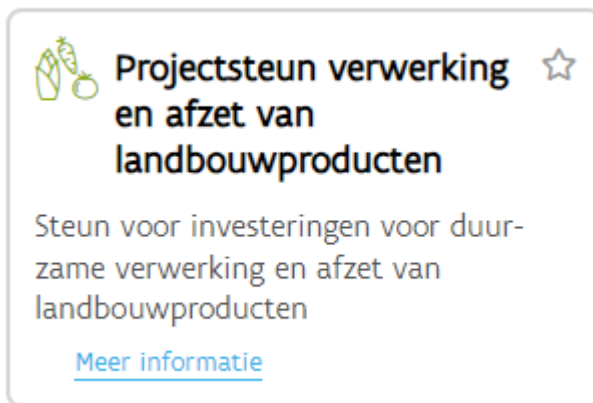 Projectsteun verwerking
en afzet van
landbouwproducten
Steun voor investeringen voor duur-
zame verwerking en afzet van
landbouwproducten
Meer informatie